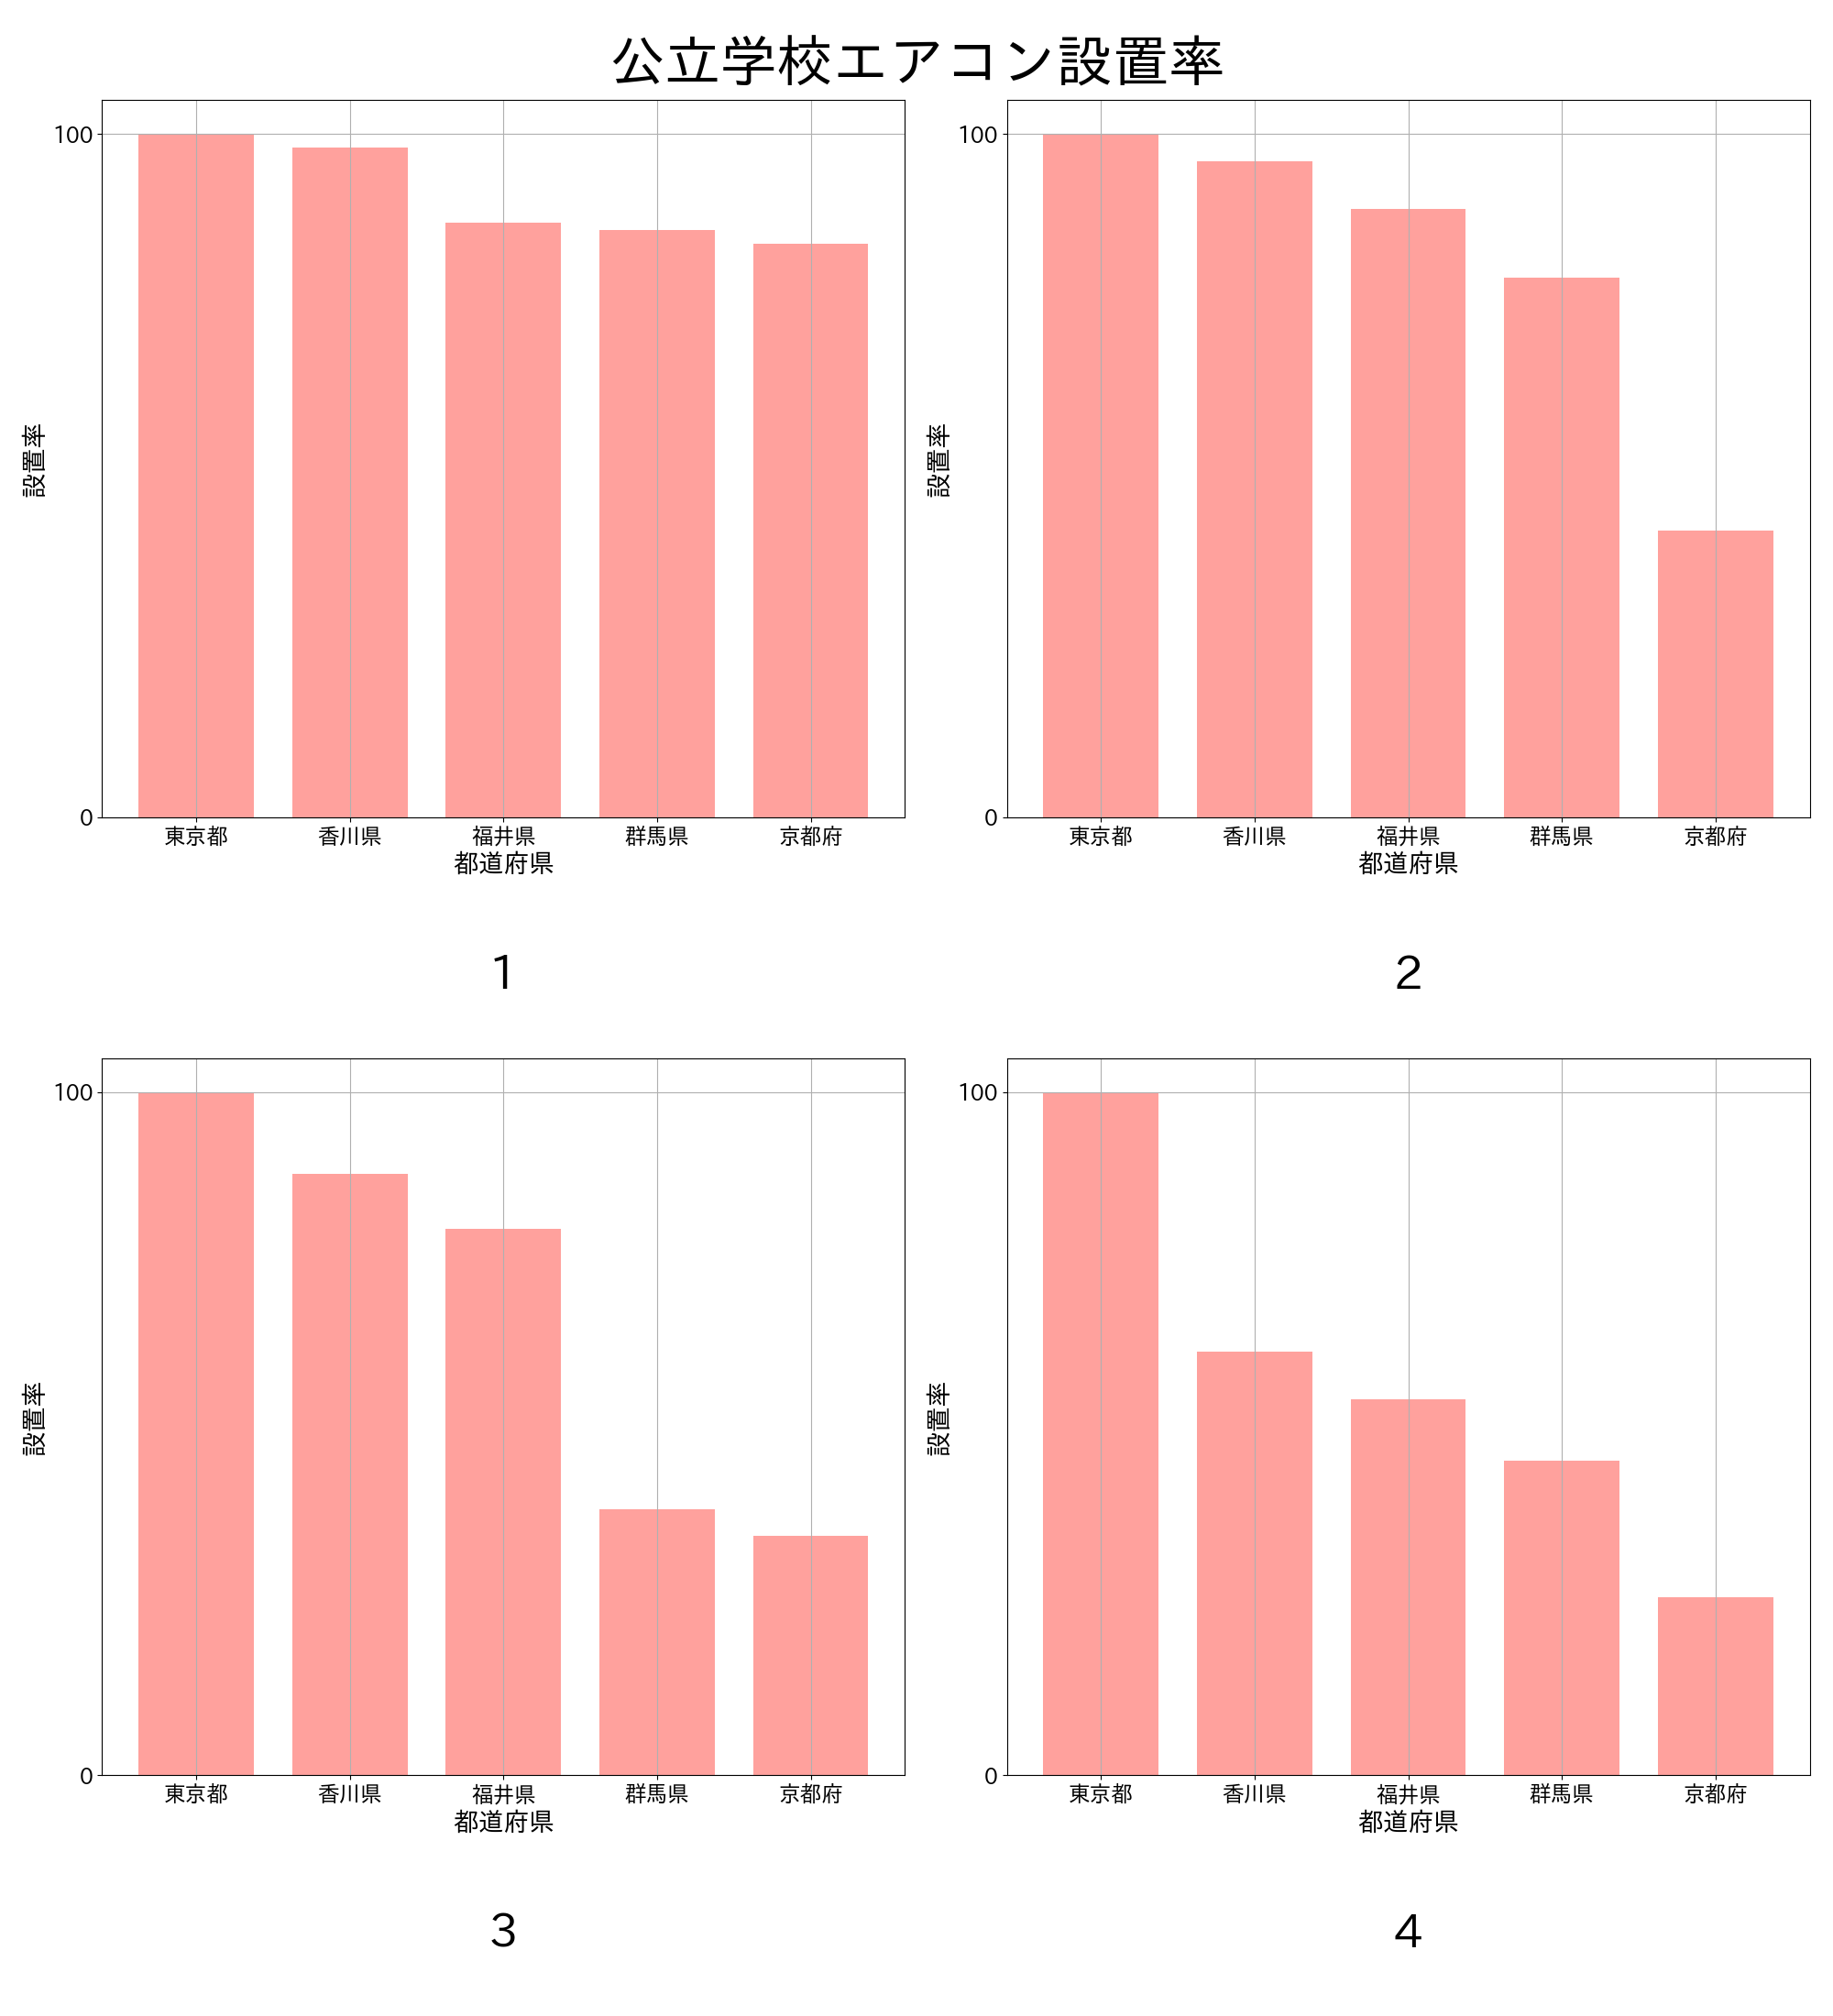 公立学校エアコン設置率
100
0
設置率
東京都 香川県 福井県 群馬県 京都府
都道府県
1
100
0
設置率
東京都 香川県 福井県 群馬県 京都府
都道府県
2
100
0
設置率
東京都 香川県 福井県 群馬県 京都府
都道府県
3
100
0
設置率
東京都 香川県 福井県 群馬県 京都府
都道府県
4